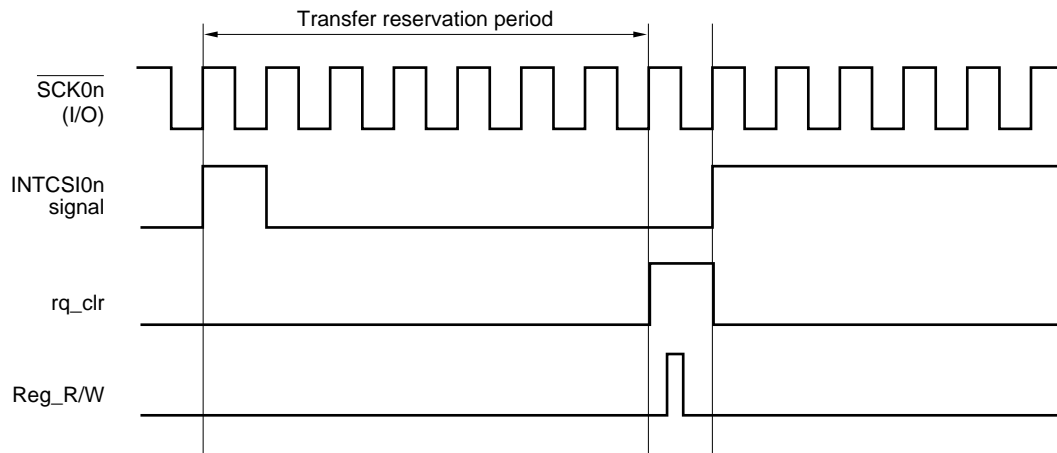 Transfer reservation period
SCK0n
(I/O)
INTCSI0n
signal
rq_clr
Reg_R/W